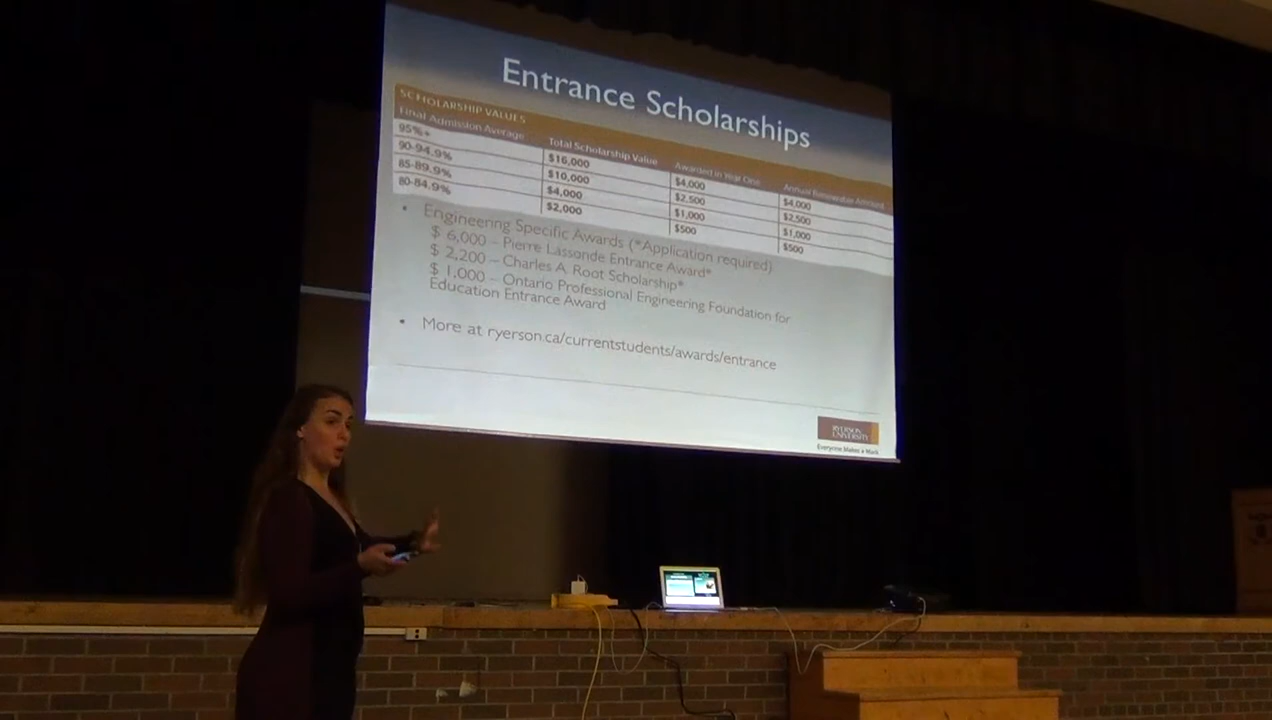 Entrance Scholarships
SCHOLARSHIP VALUES
Final Admission Average Total Scholarship Value Awarded in Year One Annual Renewable Amount
95%+ $16,000 $4,000 $4,000
90-94.9% $10,000 $2,500 $2,500
85-89.9% $4,000 $1,000 $1,000
80-84.9% $2,000 $500 $500
• Engineering Specific Awards (*Application required)
$ 6,000 – Pierre Lassonde Entrance Award*
$ 2,200 – Charles A. Root Scholarship*
$ 1,000 – Ontario Professional Engineering Foundation for
Education Entrance Award
• More at ryerson.ca/currentstudents/awards/entrance
RYERSON
UNIVERSITY
Everyone Makes a Mark